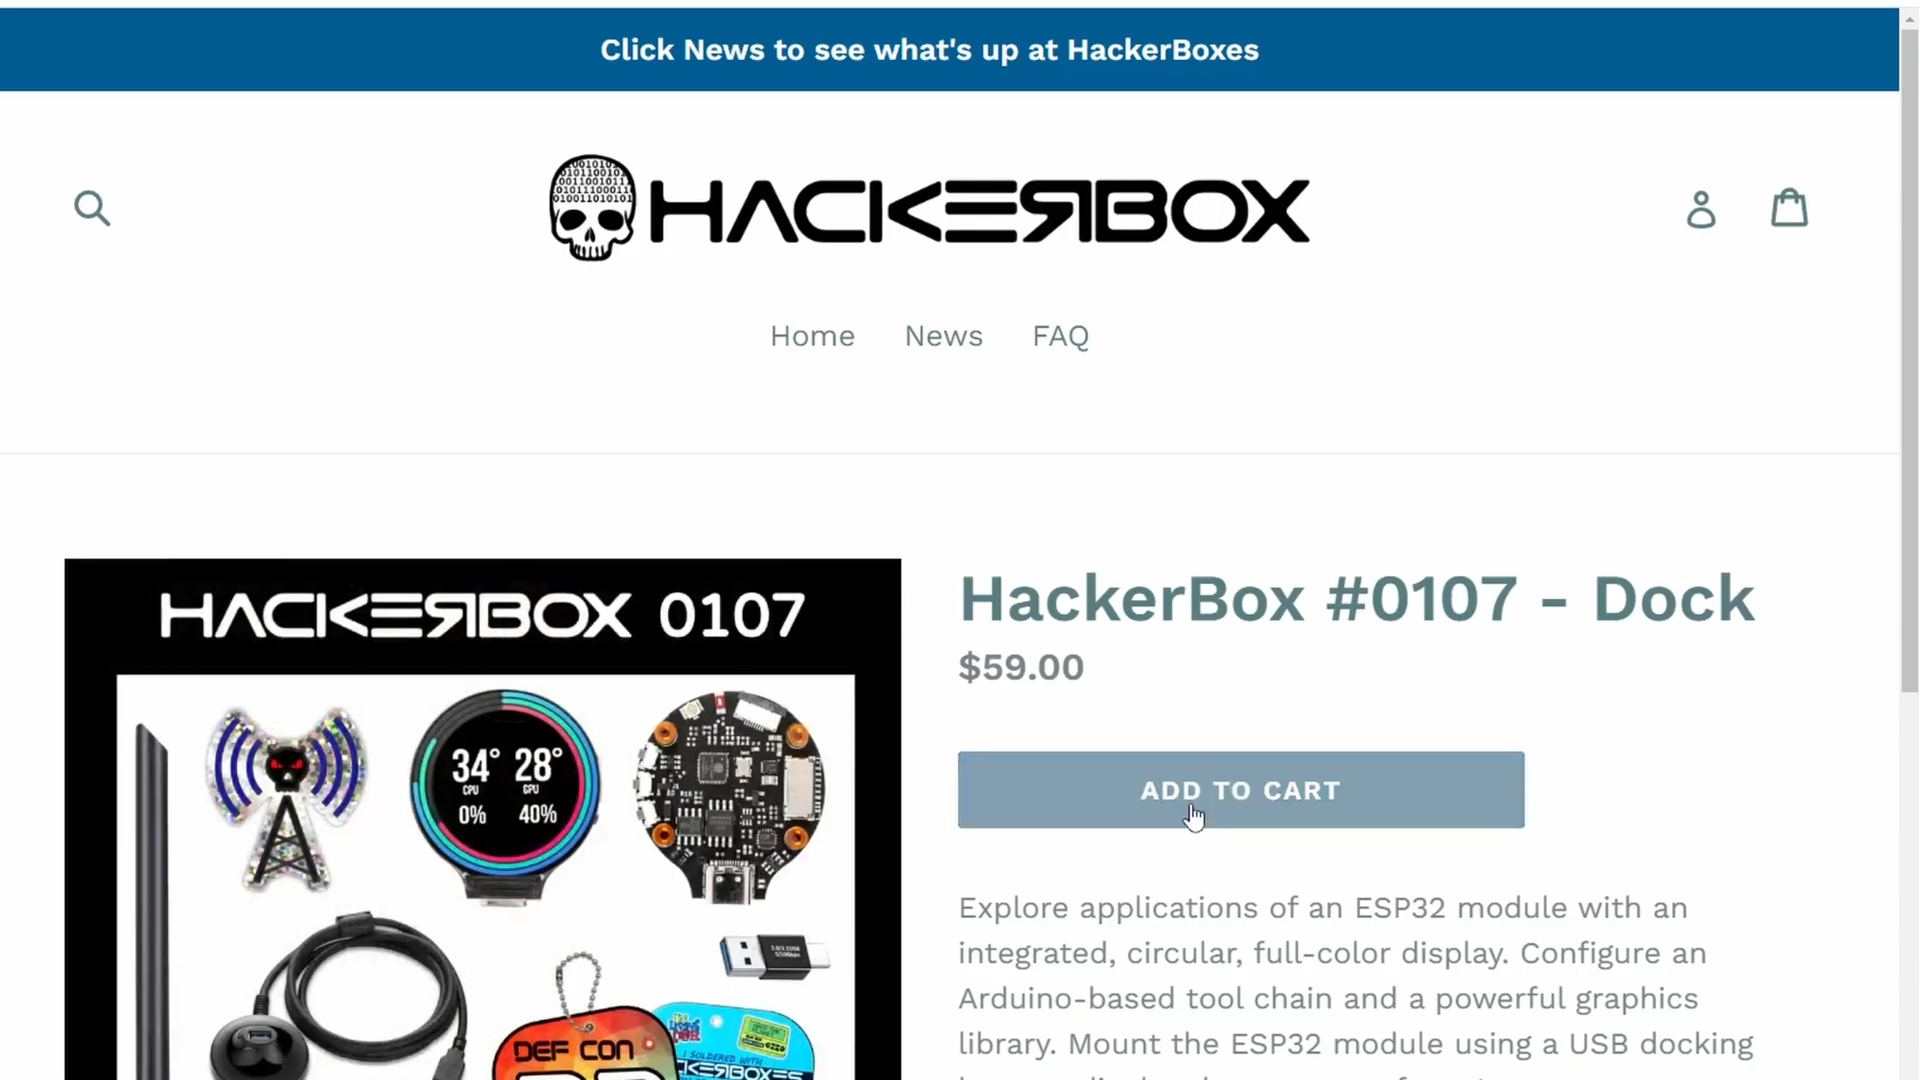 Click News to see what's up at HackerBoxes
HACKERBOX
Home News FAQ
HACKERBOX 0107
34° 28°
CPU GPU
0% 40%
DEF CON
I SOLDERED WITH
HackerBox #0107 - Dock
$59.00
ADD TO CART
Explore applications of an ESP32 module with an
integrated, circular, full-color display. Configure an
Arduino-based tool chain and a powerful graphics
library. Mount the ESP32 module using a USB docking